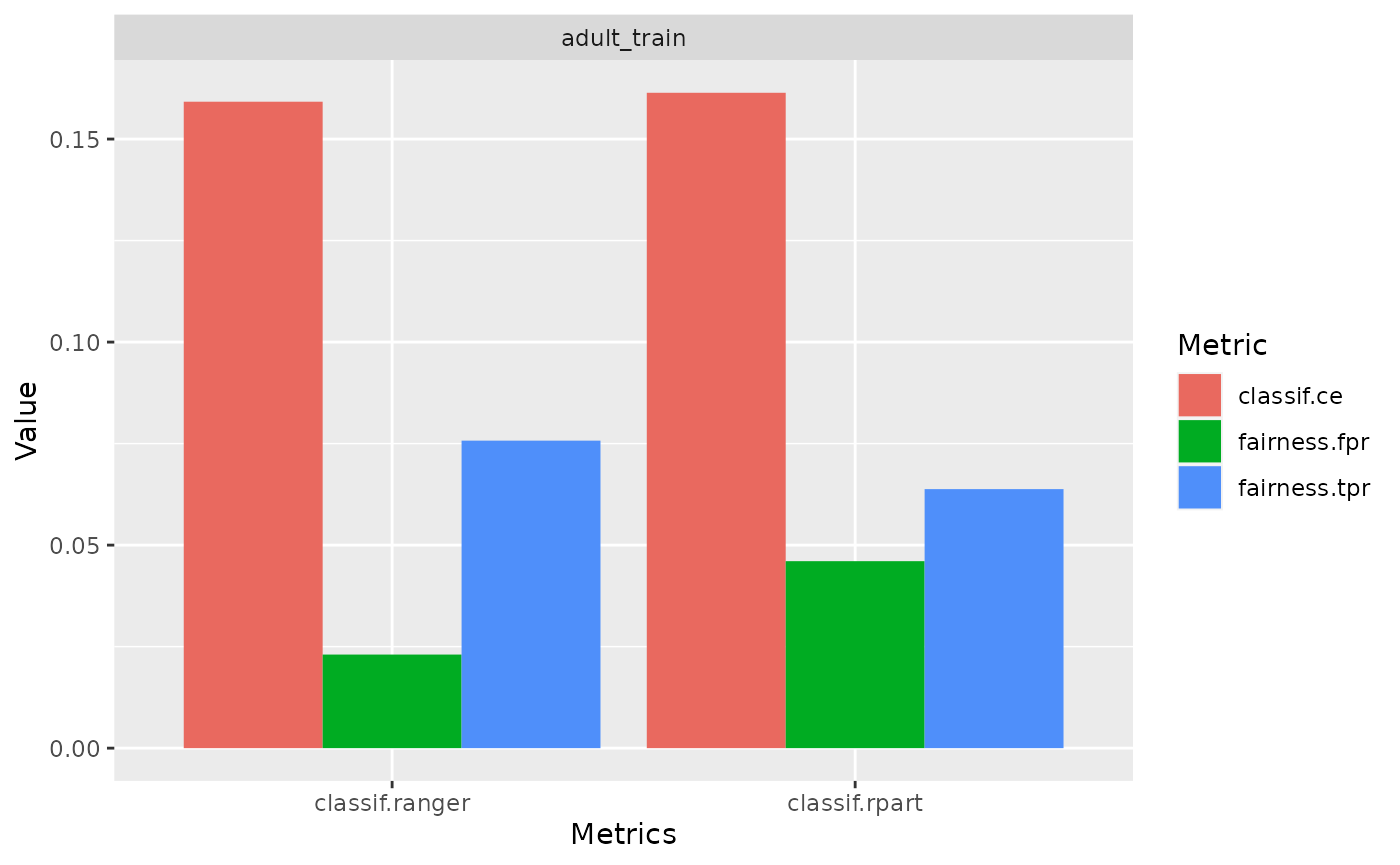 adult_train
0.15
0.10
0.05
0.00
Value
classif.ranger
classif.rpart
Metrics
Metric
classif.ce
fairness.fpr
fairness.tpr